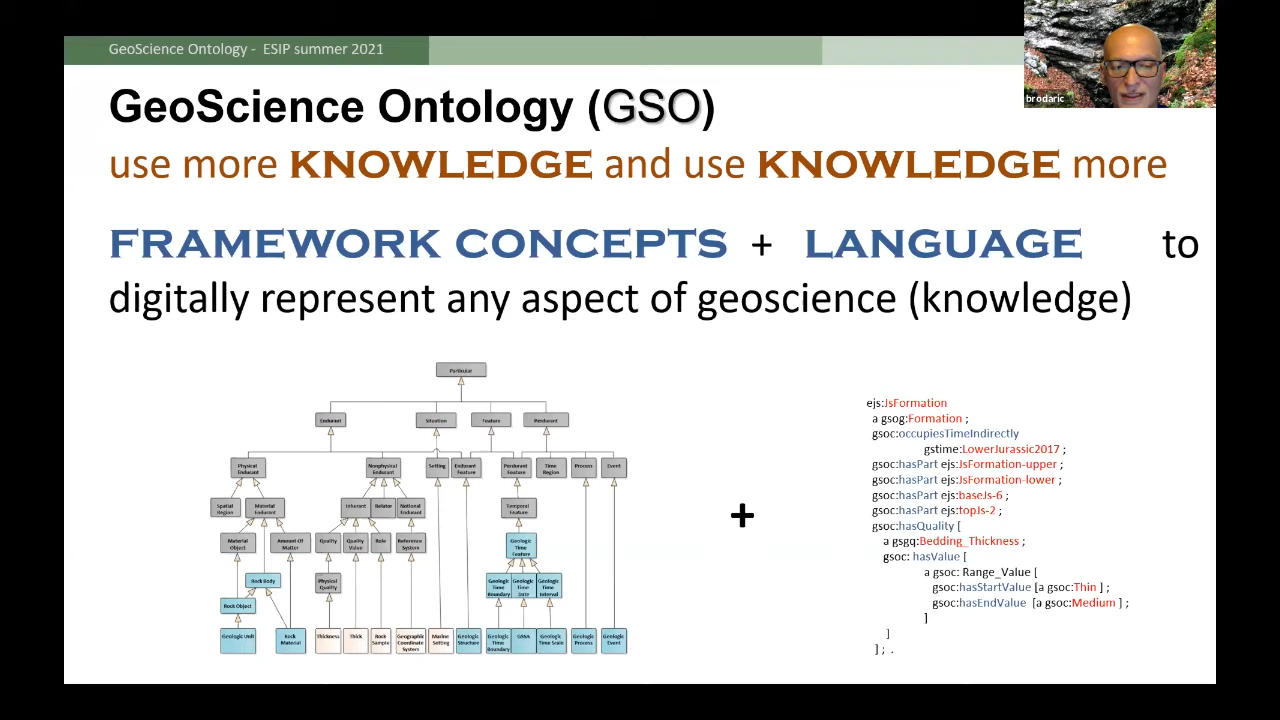 GeoScience Ontology - ESIP summer 2021
brodaric
GeoScience Ontology (GSO)
use more KNOWLEDGE and use KNOWLEDGE more
FRAMEWORK CONCEPTS + LANGUAGE to
digitally represent any aspect of geoscience (knowledge)
Particular
Endurant
Situation
Feature
Perdurant
Physical
Endurant
Nonphysical
Endurant
Setting
Endurant
Feature
Perdurant
Feature
Time
Region
Process
Event
Spatial
Region
Material
Endurant
Inherent
Relator
Notional
Endurant
Temporal
Feature
Material
Object
Amount Of
Matter
Quality
Quality
Value
Role
Reference
System
Geologic
Time
Feature
Rock Body
Physical
Quality
Geologic
Time
Boundary
Geologic
Time
Date
Geologic
Time
Interval
Rock Object
Geologic Unit
Rock
Material
Thickness
Thick
Rock
Sample
Geographic
Coordinate
System
Marine
Setting
Geologic
Structure
Geologic
Time
Boundary
Geologic
Time Scale
Geologic
Process
Geologic
Event
+
ejs:JsFormation
a gsog:Formation ;
gsoc:occupiesTimeIndirectly
gstime:LowerJurassic2017 ;
gsoc:hasPart ejs:JsFormation-upper ;
gsoc:hasPart ejs:JsFormation-lower ;
gsoc:hasPart ejs:baseJs-6 ;
gsoc:hasPart ejs:topJs-2 ;
gsoc:hasQuality [
a gsgq:Bedding_Thickness ;
gsoc: hasValue [
a gsoc: Range_Value [
gsoc:hasStartValue [a gsoc:Thin ] ;
gsoc:hasEndValue [a gsoc:Medium ] ;
]
]
] ; .